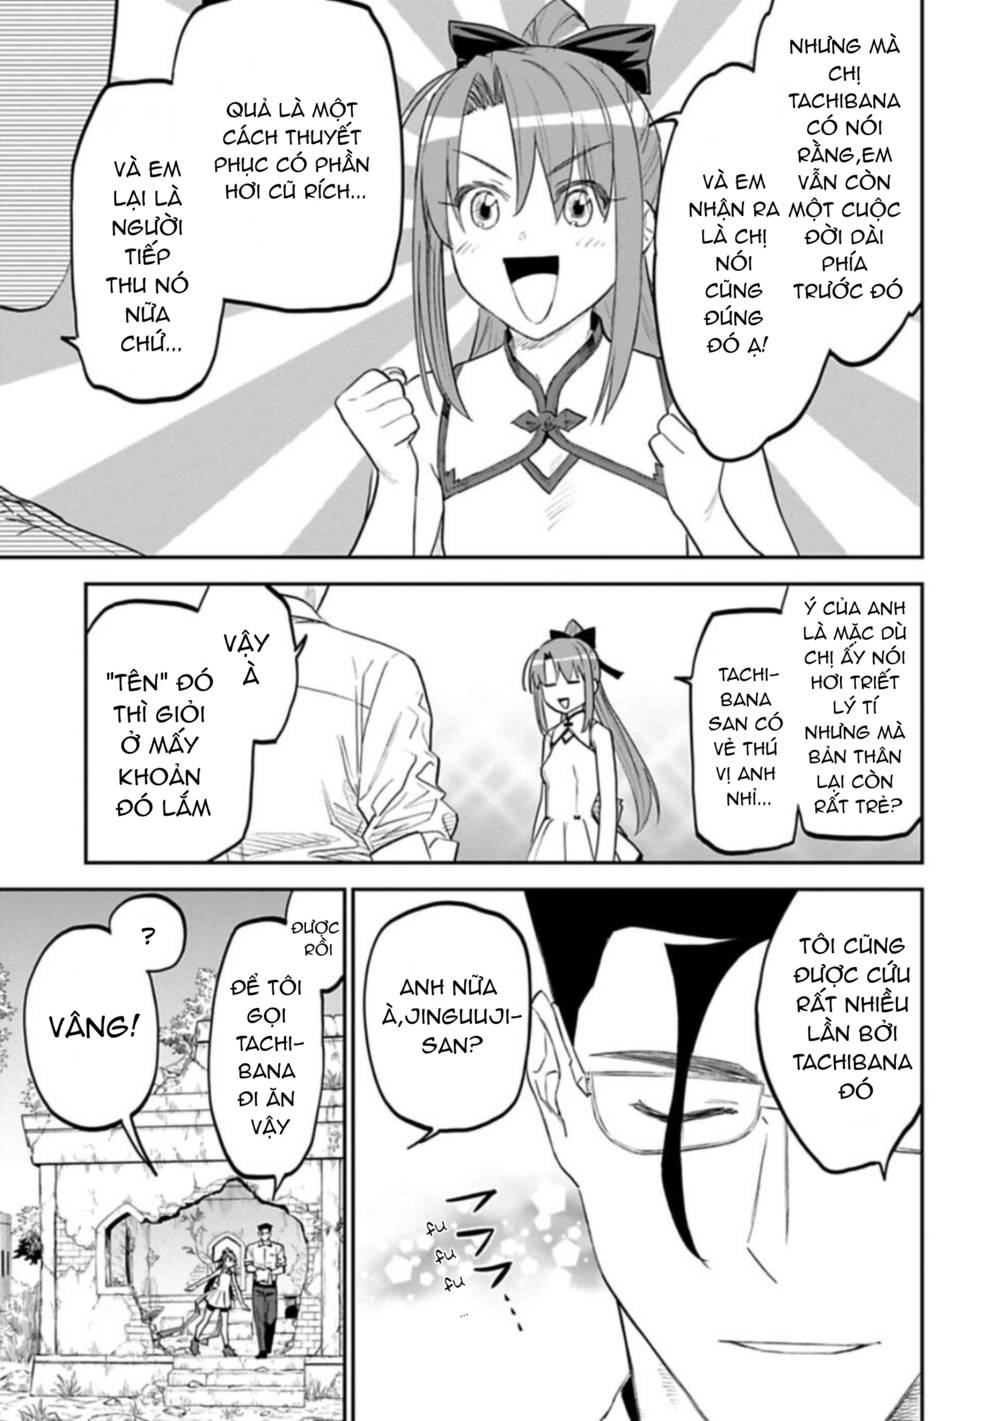 NHƯNG MÀ
CHỊ
TACHIBANA
CÓ NÓI
RẰNG,EM
VẪN CÒN
MỘT CUỘC
ĐỜI DÀI
PHÍA
TRƯỚC ĐÓ
VÀ EM
NHẬN RA
LÀ CHỊ
NÓI
CŨNG
ĐÚNG
ĐÓ Ạ!
QUẢ LÀ MỘT
CÁCH THUYẾT
PHỤC CÓ PHẦN
HƠI CŨ RÍCH...
VÀ EM
LẠI LÀ
NGƯỜI
TIẾP
THU NÓ
NỮA
CHỨ...
Ý CỦA ANH
LÀ MẶC DÙ
CHỊ ẤY NÓI
HƠI TRIẾT
LÝ TÍ
NHƯNG MÀ
BẢN THÂN
LẠI CÒN
RẤT TRẺ?
TACHI-
BANA
SAN CÓ
VẺ THÚ
VỊ ANH
NHỈ...
VẬY
À
"TÊN" ĐÓ
THÌ GIỎI
Ở MẤY
KHOẢN
ĐÓ LẮM
TÔI CŨNG
ĐƯỢC CỨU
RẤT NHIỀU
LẦN BỞI
TACHIBANA
ĐÓ
ANH NỮA
À,JINGUUJI-
SAN?
fu
fu
fu
...
ĐƯỢC
RỒI
ĐỂ TÔI
GỌI
TACHI-
BANA
ĐI ĂN
VẬY
?
VÂNG!